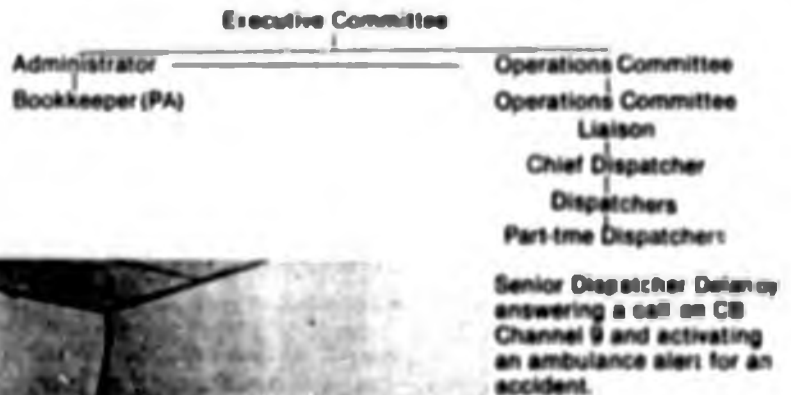 Executive Committee
Administrator
Operations Committee
Bookkeeper (PA)
Operations Committee
Liaison
Chief Dispatcher
Dispatchers
Part-tme Dispatchers
Senior Dispatcher
answering a call on CB
Channel 9 and activating
an ambulance alert for an
accident.